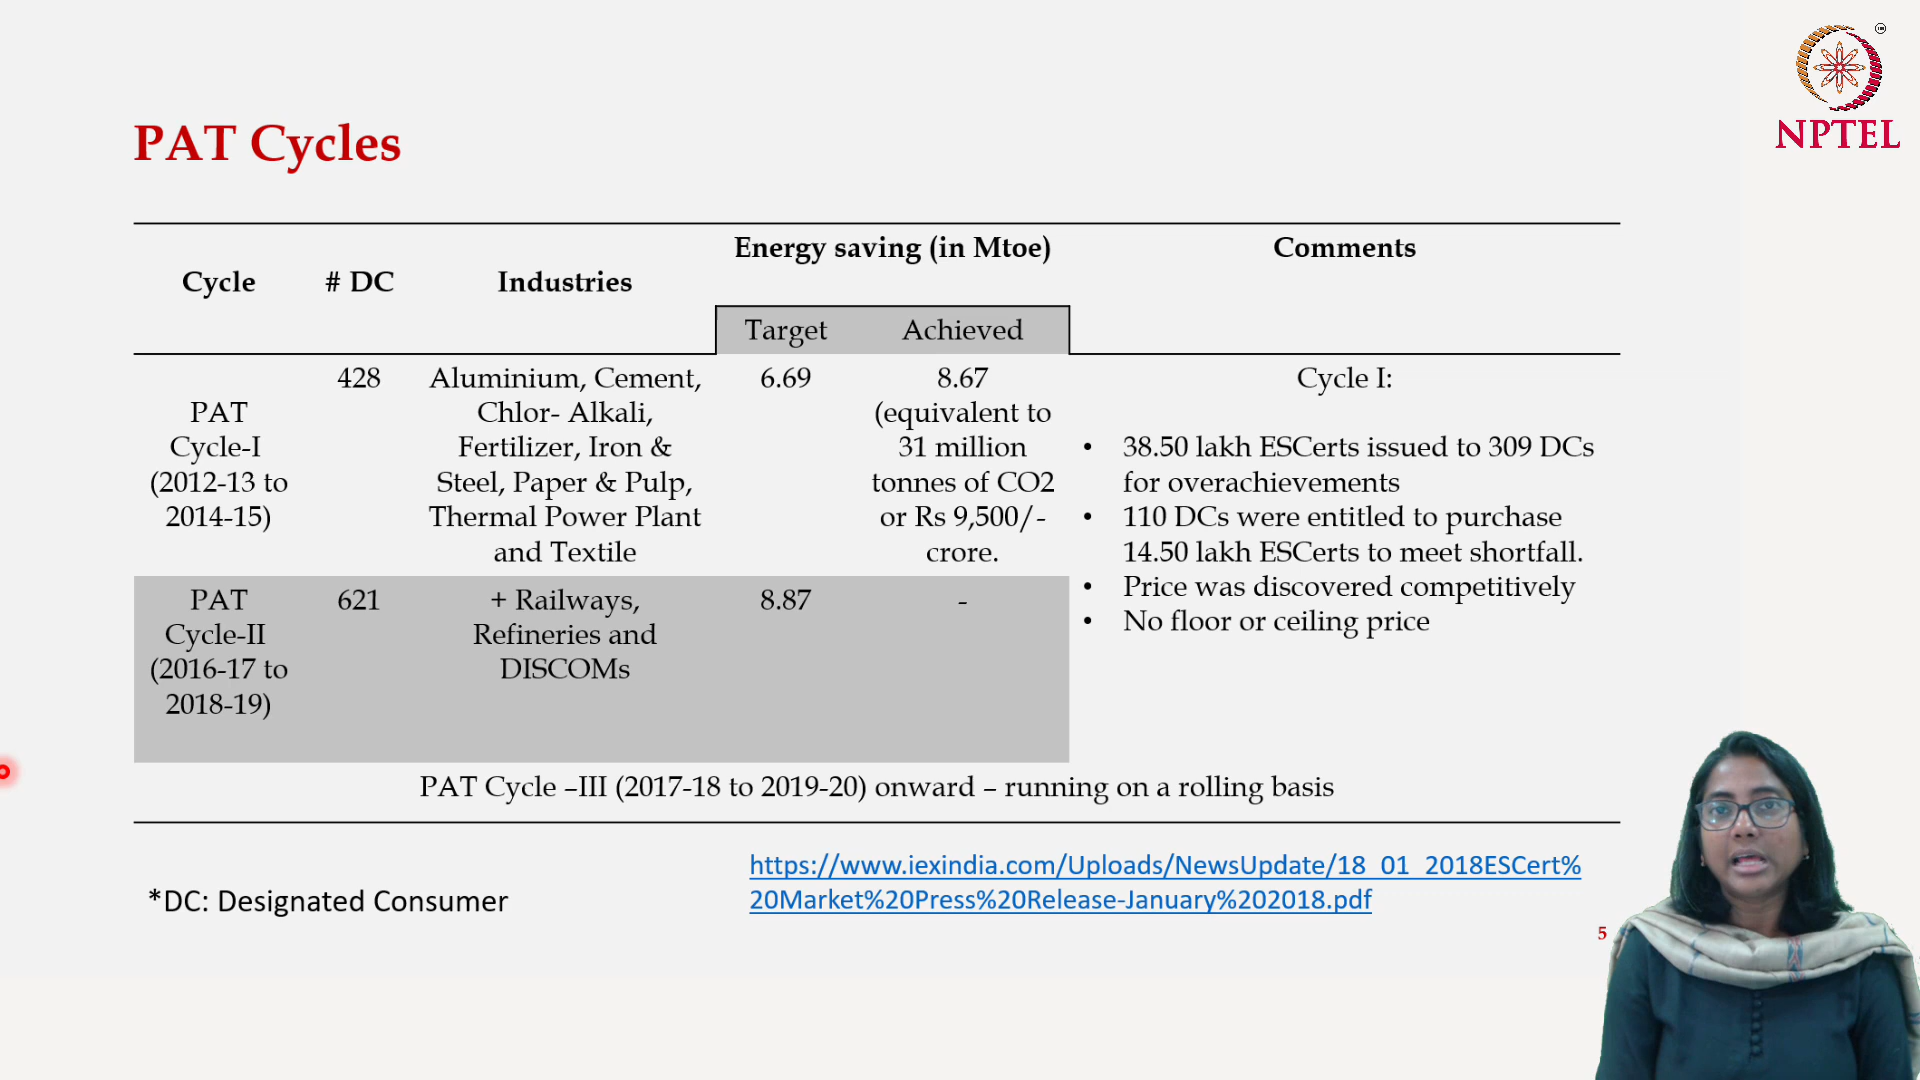 PAT Cycles
NPTEL
Cycle
# DC
Industries
Energy saving (in Mtoe)
Comments
Target
Achieved
PAT
Cycle-I
(2012-13 to
2014-15)
428
Aluminium, Cement,
Chlor- Alkali,
Fertilizer, Iron &
Steel, Paper & Pulp,
Thermal Power Plant
and Textile
6.69
8.67
(equivalent to
31 million
tonnes of CO2
or Rs 9,500/-
crore.
Cycle I:
• 38.50 lakh ESCerts issued to 309 DCs
for overachievements
• 110 DCs were entitled to purchase
14.50 lakh ESCerts to meet shortfall.
• Price was discovered competitively
• No floor or ceiling price
PAT
Cycle-II
(2016-17 to
2018-19)
621
+ Railways,
Refineries and
DISCOMs
8.87
-
PAT Cycle –III (2017-18 to 2019-20) onward – running on a rolling basis
*DC: Designated Consumer
https://www.iexindia.com/Uploads/NewsUpdate/18_01_2018ESCert%
20Market%20Press%20Release-January%202018.pdf
5